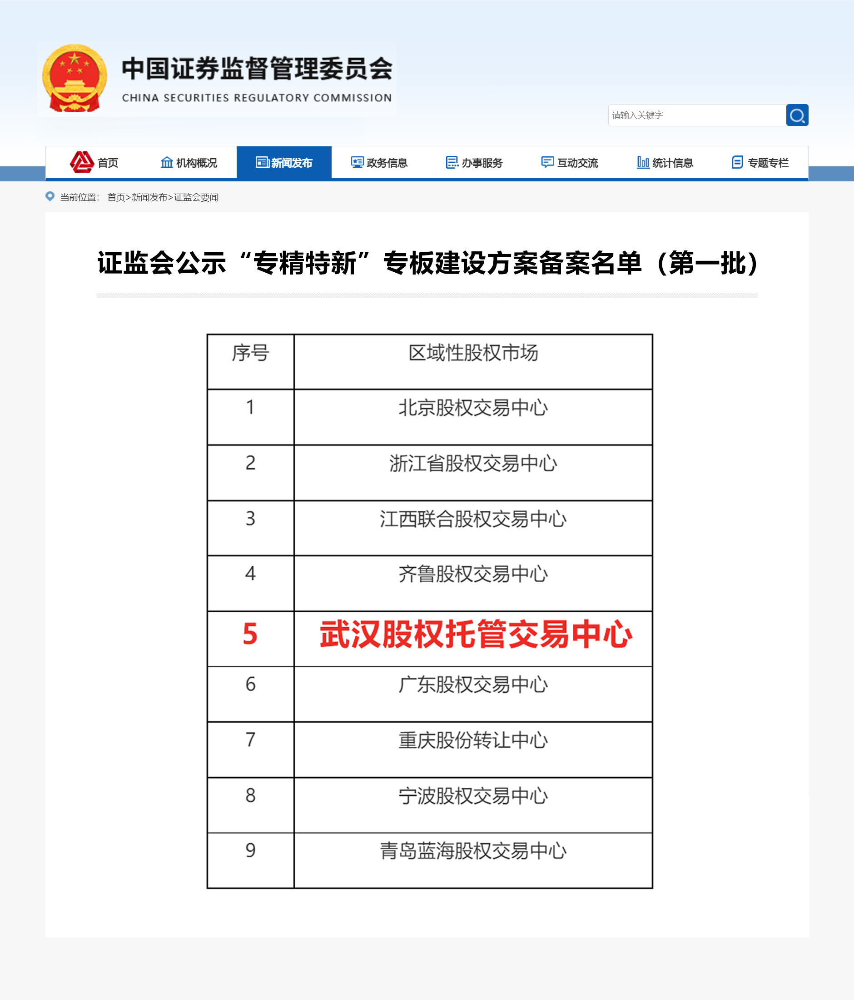 中国证券监督管理委员会
CHINA SECURITIES REGULATORY COMMISSION
请输入关键字
首页 机构概况 新闻发布 政务信息 办事服务 互动交流 统计信息 专题专栏
当前位置： 首页>新闻发布>证监会要闻
证监会公示“专精特新”专板建设方案备案名单（第一批）
序号 区域性股权市场
1 北京股权交易中心
2 浙江省股权交易中心
3 江西联合股权交易中心
4 齐鲁股权交易中心
5 武汉股权托管交易中心
6 广东股权交易中心
7 重庆股份转让中心
8 宁波股权交易中心
9 青岛蓝海股权交易中心